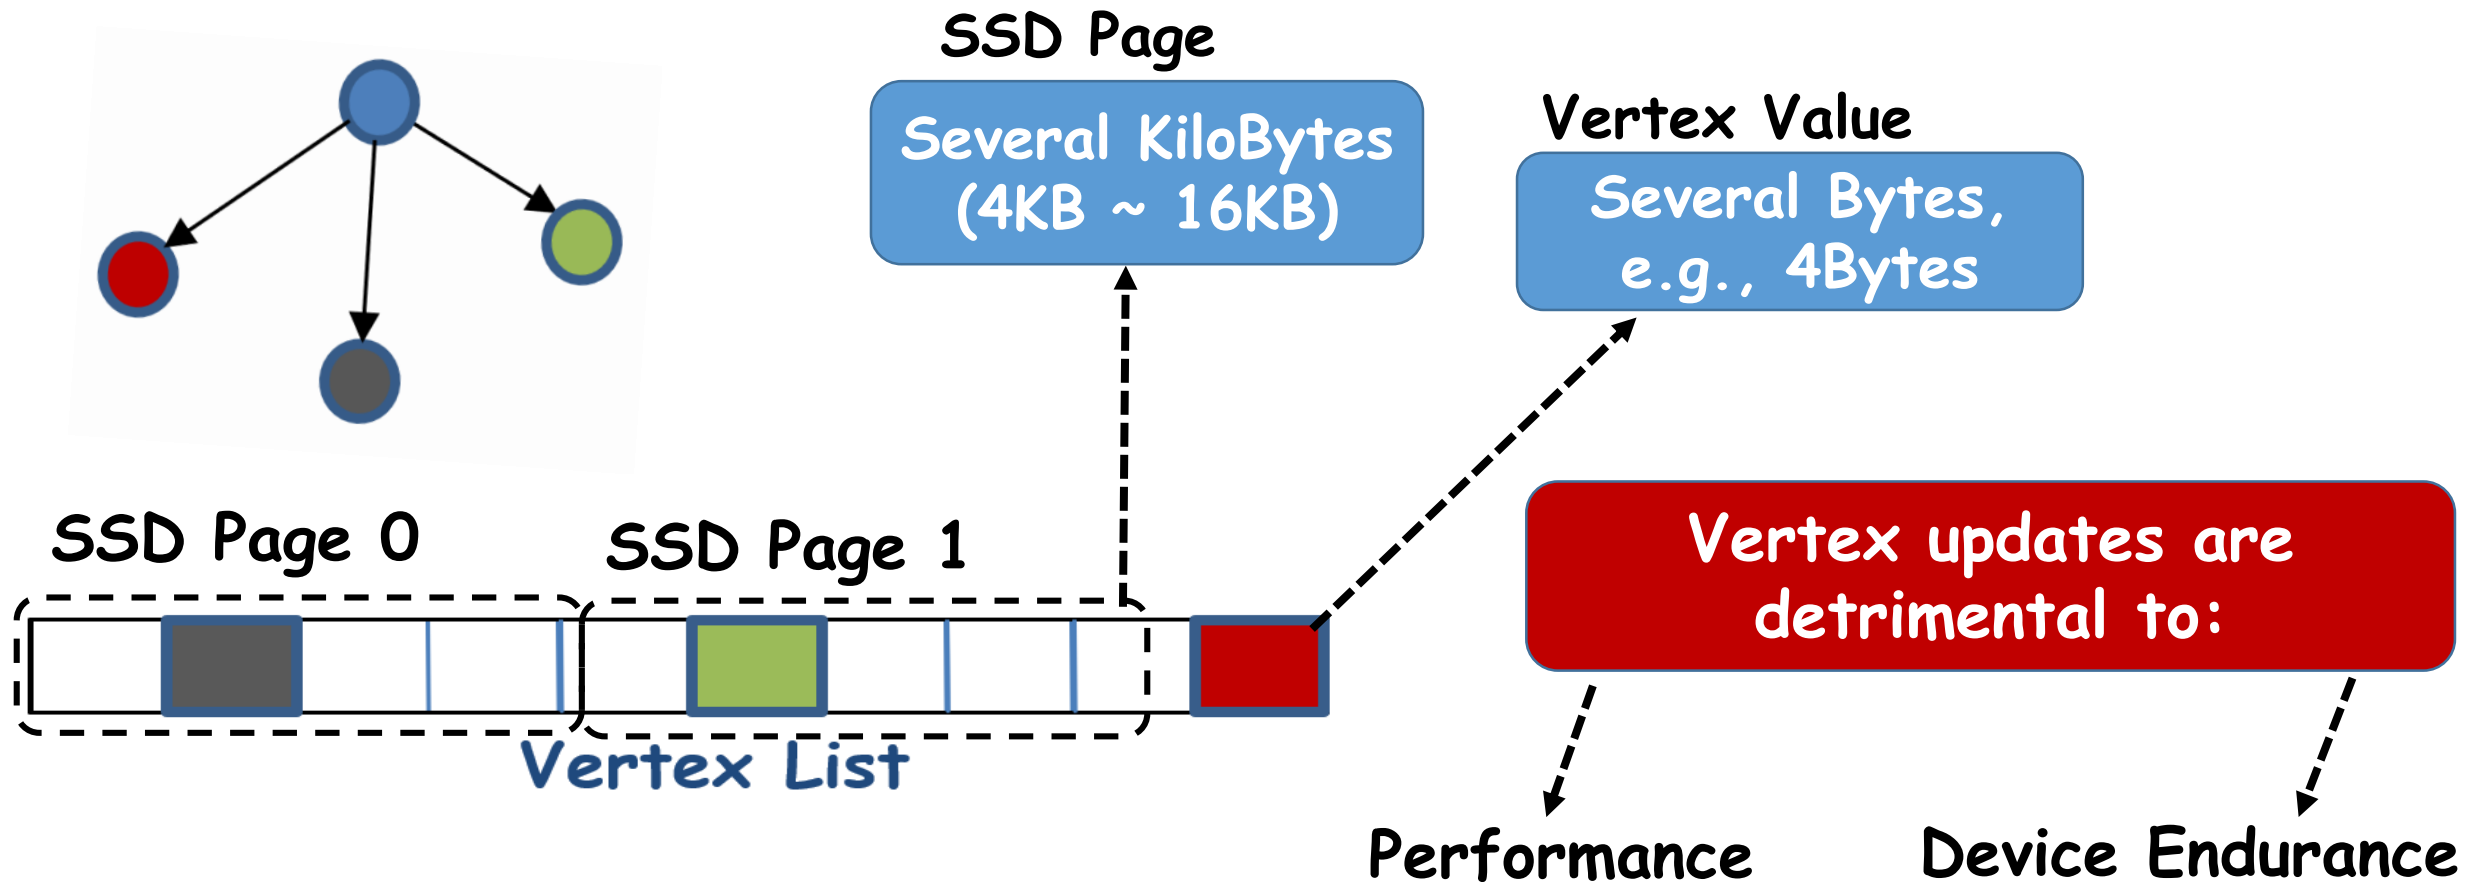 SSD Page
Several KiloBytes
(4KB ~ 16KB)
Vertex Value
Several Bytes,
e.g., 4Bytes
SSD Page 0
SSD Page 1
Vertex List
Vertex updates are
detrimental to:
Performance
Device Endurance